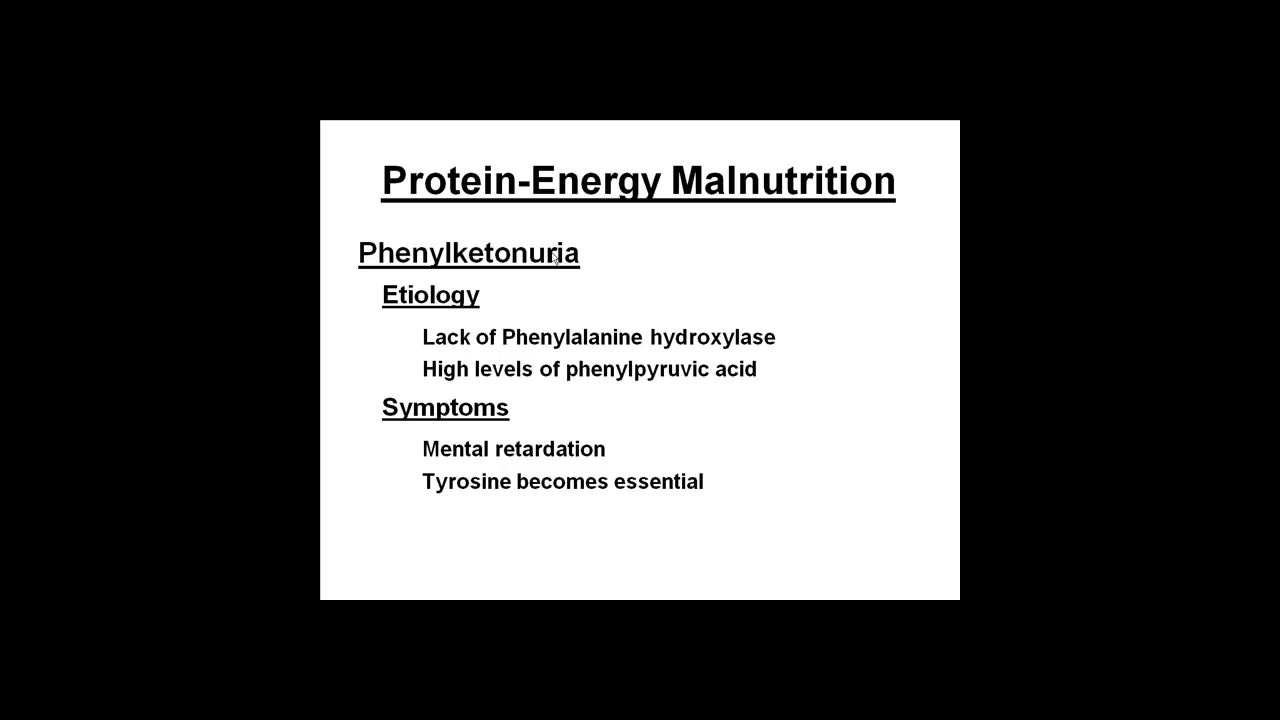 Protein-Energy Malnutrition
Phenylketonuria
Etiology
Lack of Phenylalanine hydroxylase
High levels of phenylpyruvic acid
Symptoms
Mental retardation
Tyrosine becomes essential